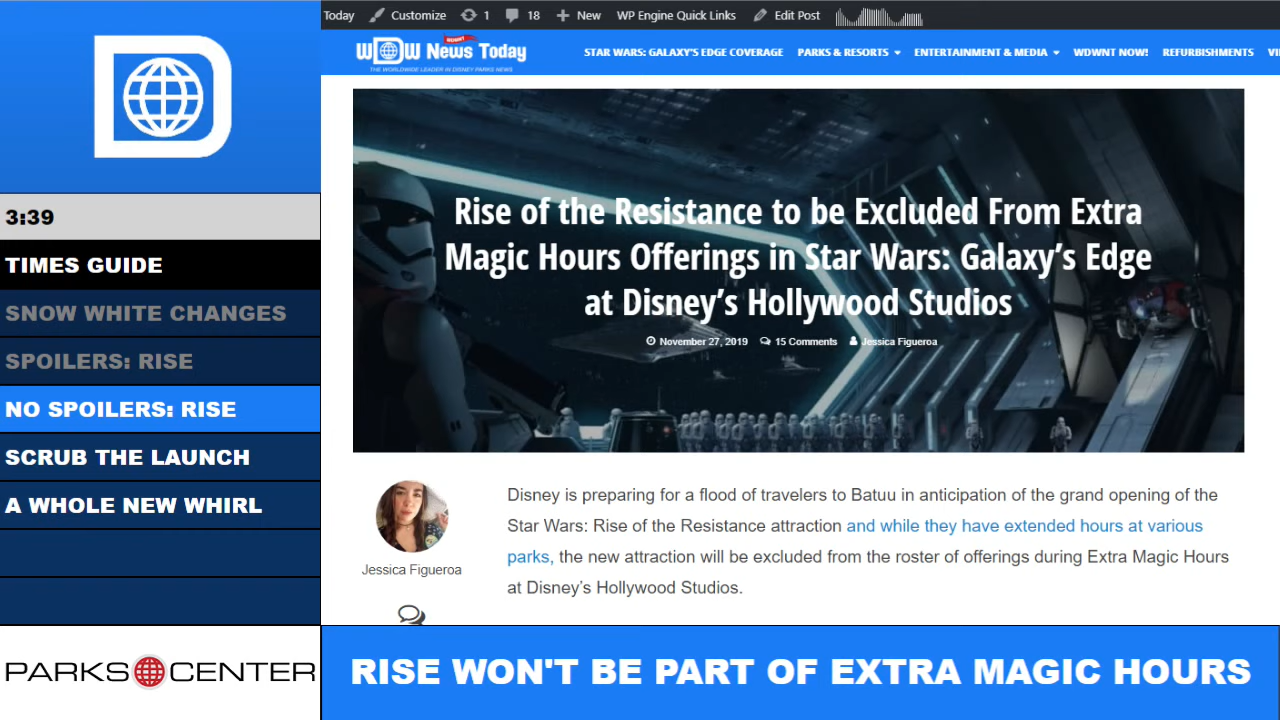 Today Customize 1 18 New WP Engine Quick Links Edit Post
WDW News Today
THE WORLDWIDE LEADER IN DISNEY PARKS NEWS
STAR WARS: GALAXY'S EDGE COVERAGE PARKS & RESORTS ENTERTAINMENT & MEDIA WDWNT NOW! REFURBISHMENTS
3:39
TIMES GUIDE
SNOW WHITE CHANGES
SPOILERS: RISE
NO SPOILERS: RISE
SCRUB THE LAUNCH
A WHOLE NEW WHIRL
PARKS CENTER
Rise of the Resistance to be Excluded From Extra
Magic Hours Offerings in Star Wars: Galaxy’s Edge
at Disney’s Hollywood Studios
November 27, 2019 15 Comments Jessica Figueroa
Jessica Figueroa
Disney is preparing for a flood of travelers to Batuu in anticipation of the grand opening of the
Star Wars: Rise of the Resistance attraction and while they have extended hours at various
parks, the new attraction will be excluded from the roster of offerings during Extra Magic Hours
at Disney’s Hollywood Studios.
RISE WON'T BE PART OF EXTRA MAGIC HOURS